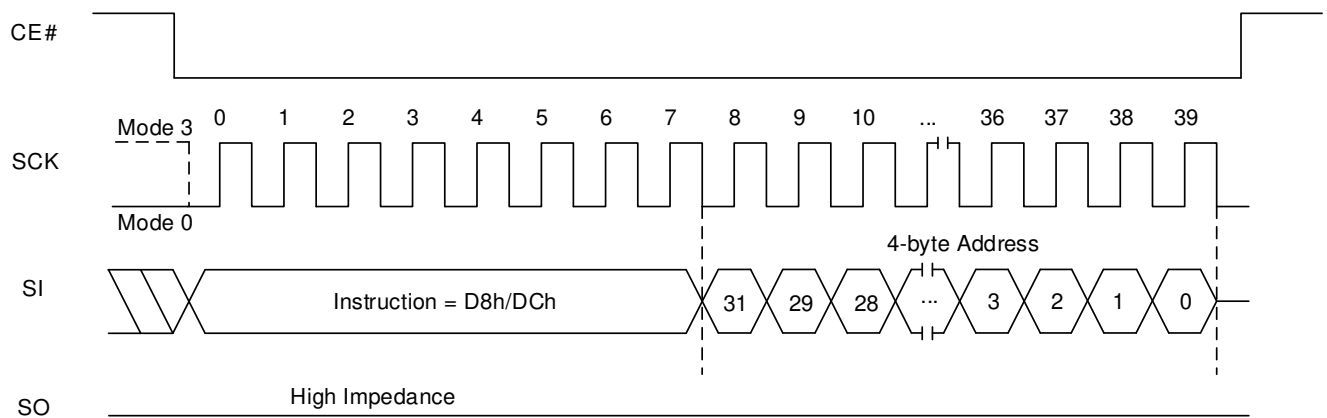 CE#
0 1 2 3 4 5 6 7 8 9 10 ... 36 37 38 39
Mode 3
SCK
Mode 0
4-byte Address
SI
Instruction = D8h/DCh 31 29 28 ... 3 2 1 0
High Impedance
SO